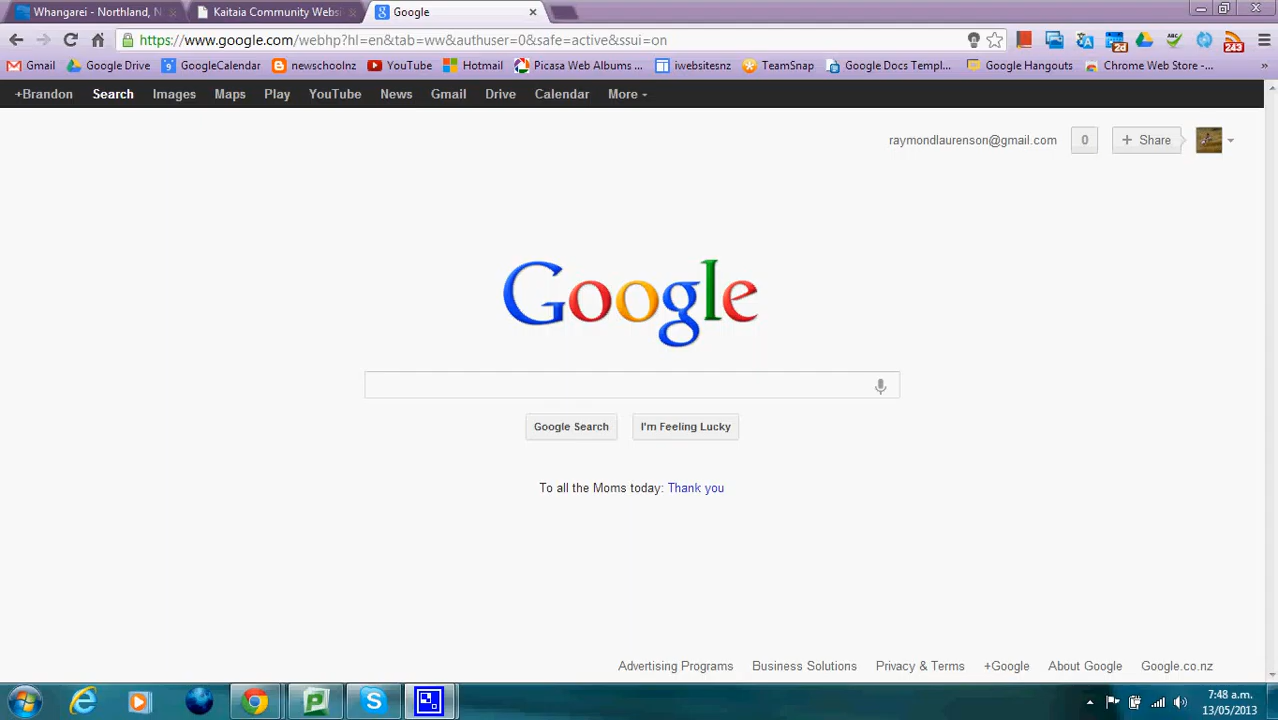 Whangarei - Northland, N
Kaitaia Community Websi
Google
https://www.google.com/webhp?hl=en&tab=ww&authuser=0&safe=active&ssui=on
Gmail
Google Drive
GoogleCalendar
newschoolnz
YouTube
Hotmail
Picasa Web Albums ...
iwebsitesnz
TeamSnap
Google Docs Templ...
Google Hangouts
Chrome Web Store -...
»
+Brandon Search Images Maps Play YouTube News Gmail Drive Calendar More
raymondlaurenson@gmail.com 0 + Share
Google
Google Search
I'm Feeling Lucky
To all the Moms today: Thank you
Advertising Programs Business Solutions Privacy & Terms +Google About Google Google.co.nz
7:48 a.m.
13/05/2013